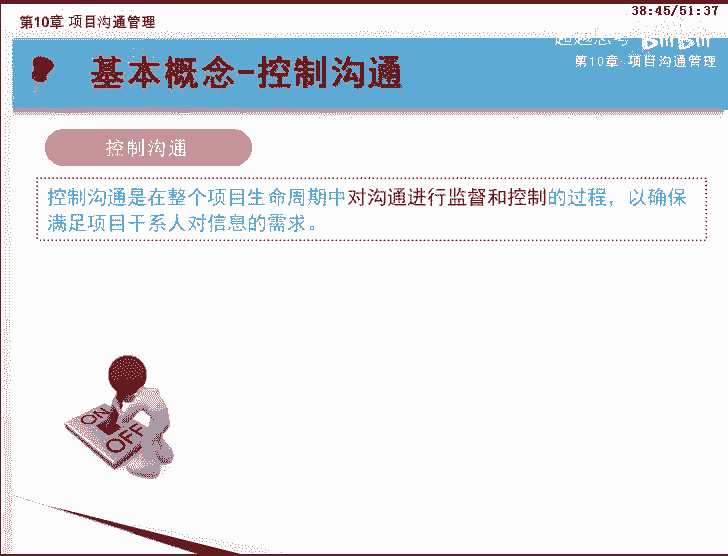 38:45/51:37
第10章 项目沟通管理
第10章 项目沟通管理
基本概念-控制沟通
控制沟通
控制沟通是在整个项目生命周期中对沟通进行监督和控制的过程，以确保
满足项目干系人对信息的需求。
ON
OFF